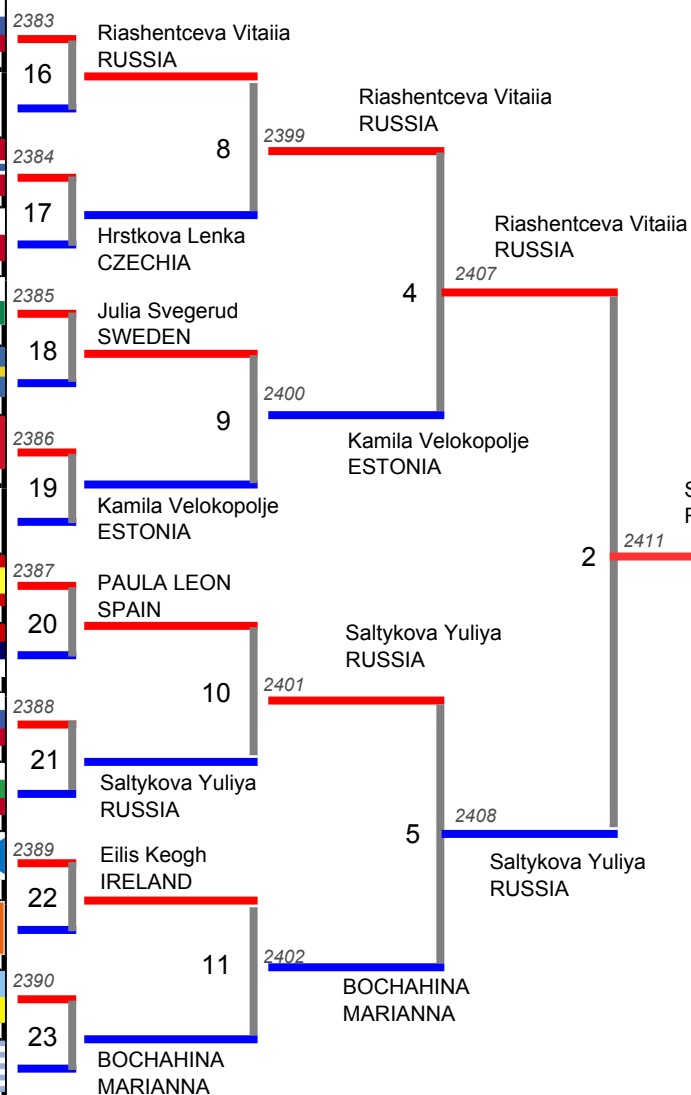 2383
Riashentceva Vitaiia
RUSSIA
16
Riashentceva Vitaiia
RUSSIA
8
2399
2384
17
Hrstkova Lenka
CZECHIA
Riashentceva Vitaiia
RUSSIA
2407
4
2385
Julia Svegerud
SWEDEN
18
2400
9
Kamila Velokopolje
ESTONIA
2386
19
Kamila Velokopolje
ESTONIA
2411
2
2387
PAULA LEON
SPAIN
20
Saltykova Yuliya
RUSSIA
2401
10
2388
21
Saltykova Yuliya
RUSSIA
2408
5
Saltykova Yuliya
RUSSIA
2389
Eilis Keogh
IRELAND
22
2402
11
BOCHAHINA
MARIANNA
2390
23
BOCHAHINA
MARIANNA